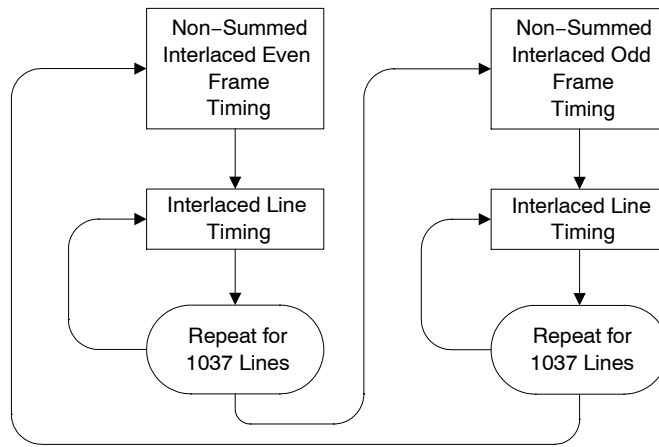 Non−Summed
Interlaced Even
Frame
Timing
Interlaced Line
Timing
Repeat for
1037 Lines
Non−Summed
Interlaced Odd
Frame
Timing
Interlaced Line
Timing
Repeat for
1037 Lines